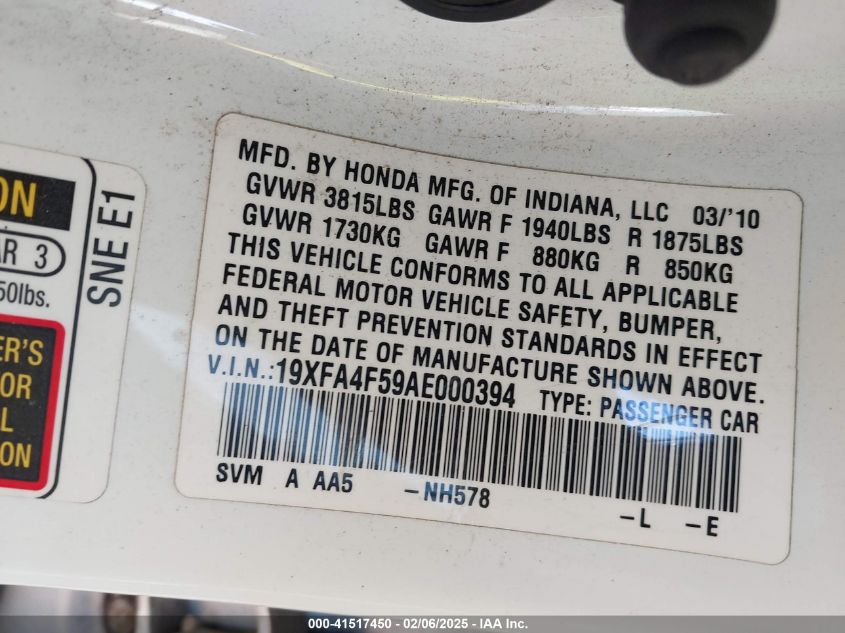 ON
AR 3
50lbs.
SNE E1
ER'S
TOR
L
ION
MFD. BY HONDA MFG. OF INDIANA, LLC 03/'10
GVWR 3815LBS GAWR F 1940LBS R 1875LBS
GVWR 1730KG GAWR F 880KG R 850KG
THIS VEHICLE CONFORMS TO ALL APPLICABLE
FEDERAL MOTOR VEHICLE SAFETY, BUMPER,
AND THEFT PREVENTION STANDARDS IN EFFECT
ON THE DATE OF MANUFACTURE SHOWN ABOVE.
V.I.N.:19XFA4F59AE000394 TYPE: PASSENGER CAR
SVM A AA5 -NH578 -L -E
000-41517450 - 02/06/2025 - IAA Inc.